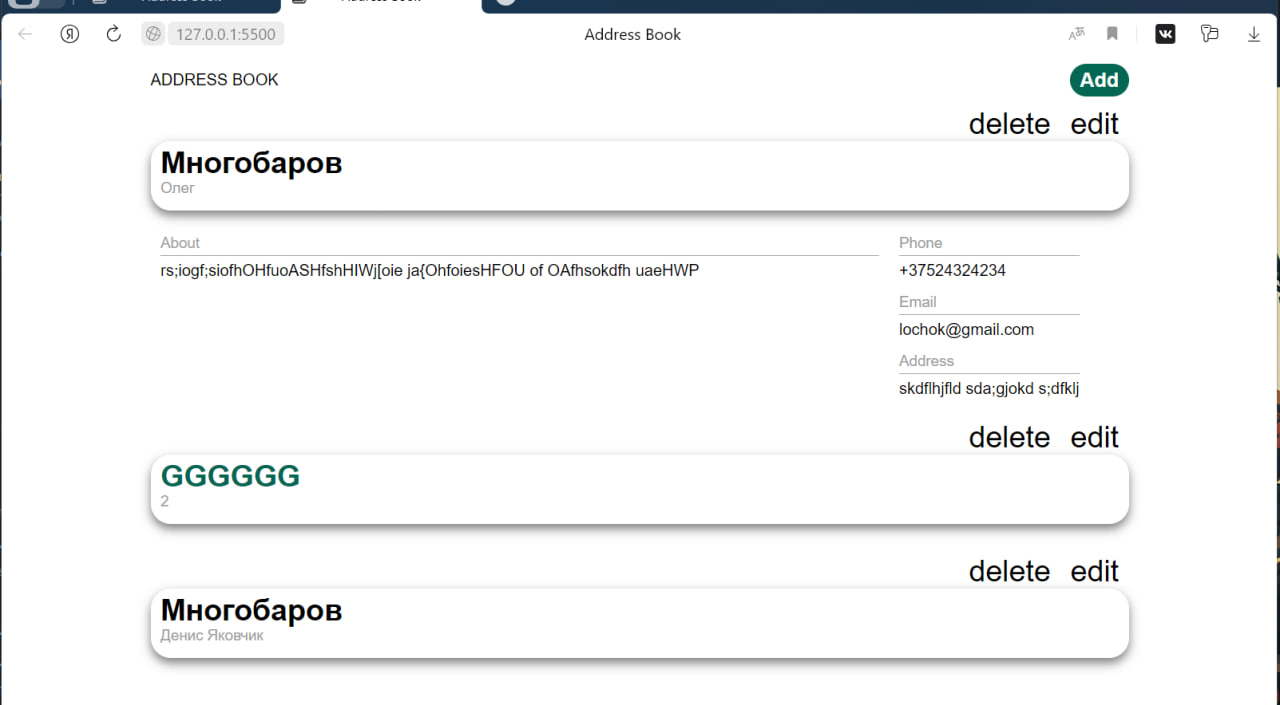 127.0.0.1:5500
Address Book
ADDRESS BOOK
Add
delete edit
Многобаров
Олег
About
rs;iogf;siofhOHfuoASHfshHIWj[oie ja{OhfoiesHFOU of OAfhsokdfh uaeHWP
Phone
+37524324234
Email
lochok@gmail.com
Address
skdflhjfld sda;gjokd s;dfklj
delete edit
GGGGGG
2
delete edit
Многобаров
Денис Яковчик